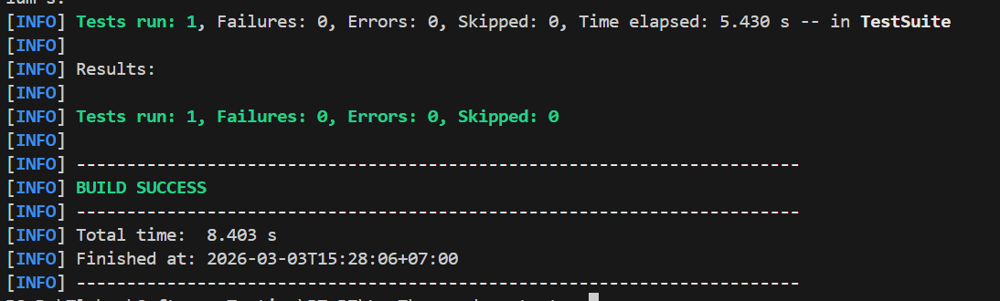 [INFO] Tests run: 1, Failures: 0, Errors: 0, Skipped: 0, Time elapsed: 5.430 s -- in TestSuite
[INFO]
[INFO] Results:
[INFO]
[INFO] Tests run: 1, Failures: 0, Errors: 0, Skipped: 0
[INFO]
[INFO] ------------------------------------------------------------------------
[INFO] BUILD SUCCESS
[INFO] ------------------------------------------------------------------------
[INFO] Total time:  8.403 s
[INFO] Finished at: 2026-03-03T15:28:06+07:00
[INFO] ------------------------------------------------------------------------